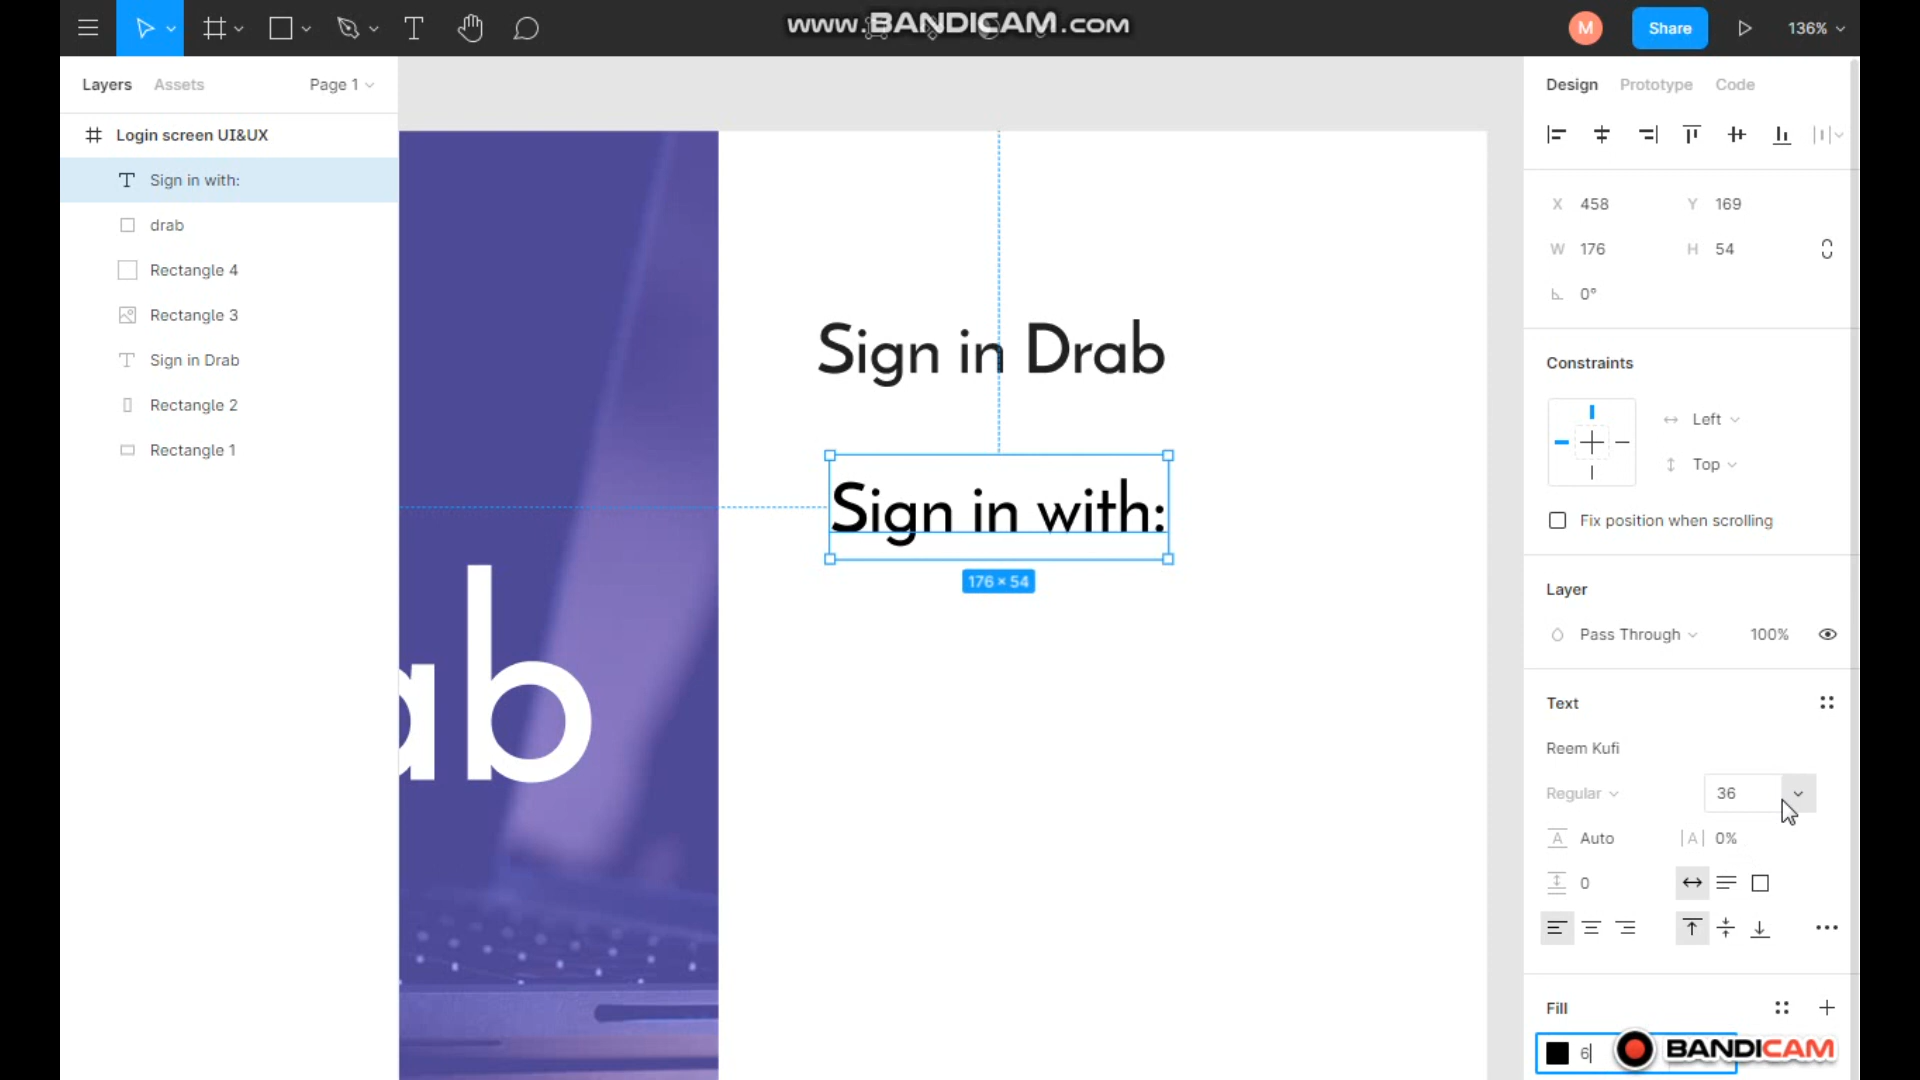 www.BANDICAM.com
M
Share
136%
Layers
Assets
Page 1
Login screen UI&UX
Sign in with:
drab
Rectangle 4
Rectangle 3
Sign in Drab
Rectangle 2
Rectangle 1
ab
Sign in Drab
Sign in with:
176 × 54
Design
Prototype
Code
X 458
Y 169
W 176
H 54
0°
Constraints
Left
Top
Fix position when scrolling
Layer
Pass Through
100%
Text
Reem Kufi
Regular
36
A Auto
|A| 0%
0
Fill
6
BANDICAM